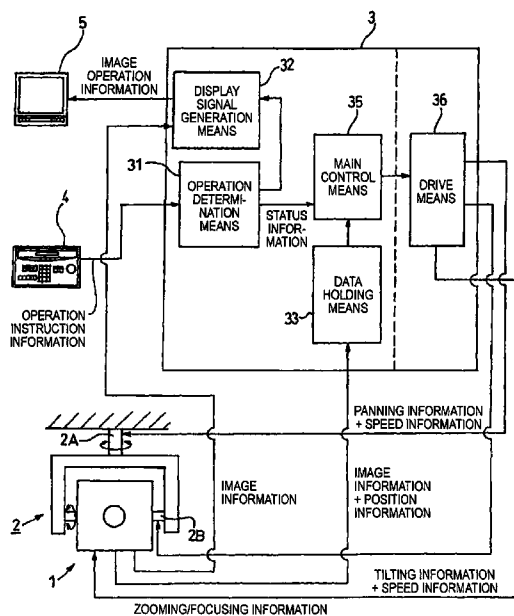 5
3
IMAGE
OPERATION
INFORMATION
32
DISPLAY
SIGNAL
GENERATION
MEANS
35
36
31
OPERATION
DETERMI-
NATION
MEANS
MAIN
CONTROL
MEANS
DRIVE
MEANS
4
STATUS
INFOR-
MATION
DATA
HOLDING
MEANS
33
OPERATION
INSTRUCTION
INFORMATION
2A
PANNING INFORMATION
+ SPEED INFORMATION
IMAGE
INFORMATION
IMAGE
INFORMATION
+ POSITION
INFORMATION
2
2B
1
TILTING INFORMATION
+ SPEED INFORMATION
ZOOMING/FOCUSING INFORMATION